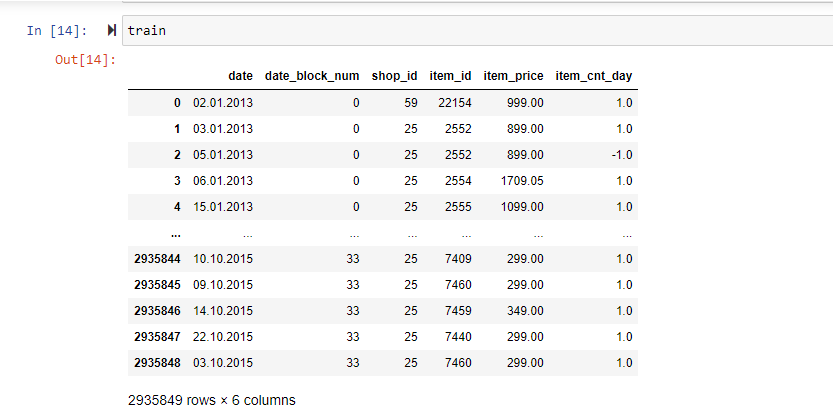 In [14]: train
Out[14]:
date date_block_num shop_id item_id item_price item_cnt_day
0 02.01.2013 0 59 22154 999.00 1.0
1 03.01.2013 0 25 2552 899.00 1.0
2 05.01.2013 0 25 2552 899.00 -1.0
3 06.01.2013 0 25 2554 1709.05 1.0
4 15.01.2013 0 25 2555 1099.00 1.0
... ... ... ... ... ... ...
2935844 10.10.2015 33 25 7409 299.00 1.0
2935845 09.10.2015 33 25 7460 299.00 1.0
2935846 14.10.2015 33 25 7459 349.00 1.0
2935847 22.10.2015 33 25 7440 299.00 1.0
2935848 03.10.2015 33 25 7460 299.00 1.0
2935849 rows × 6 columns